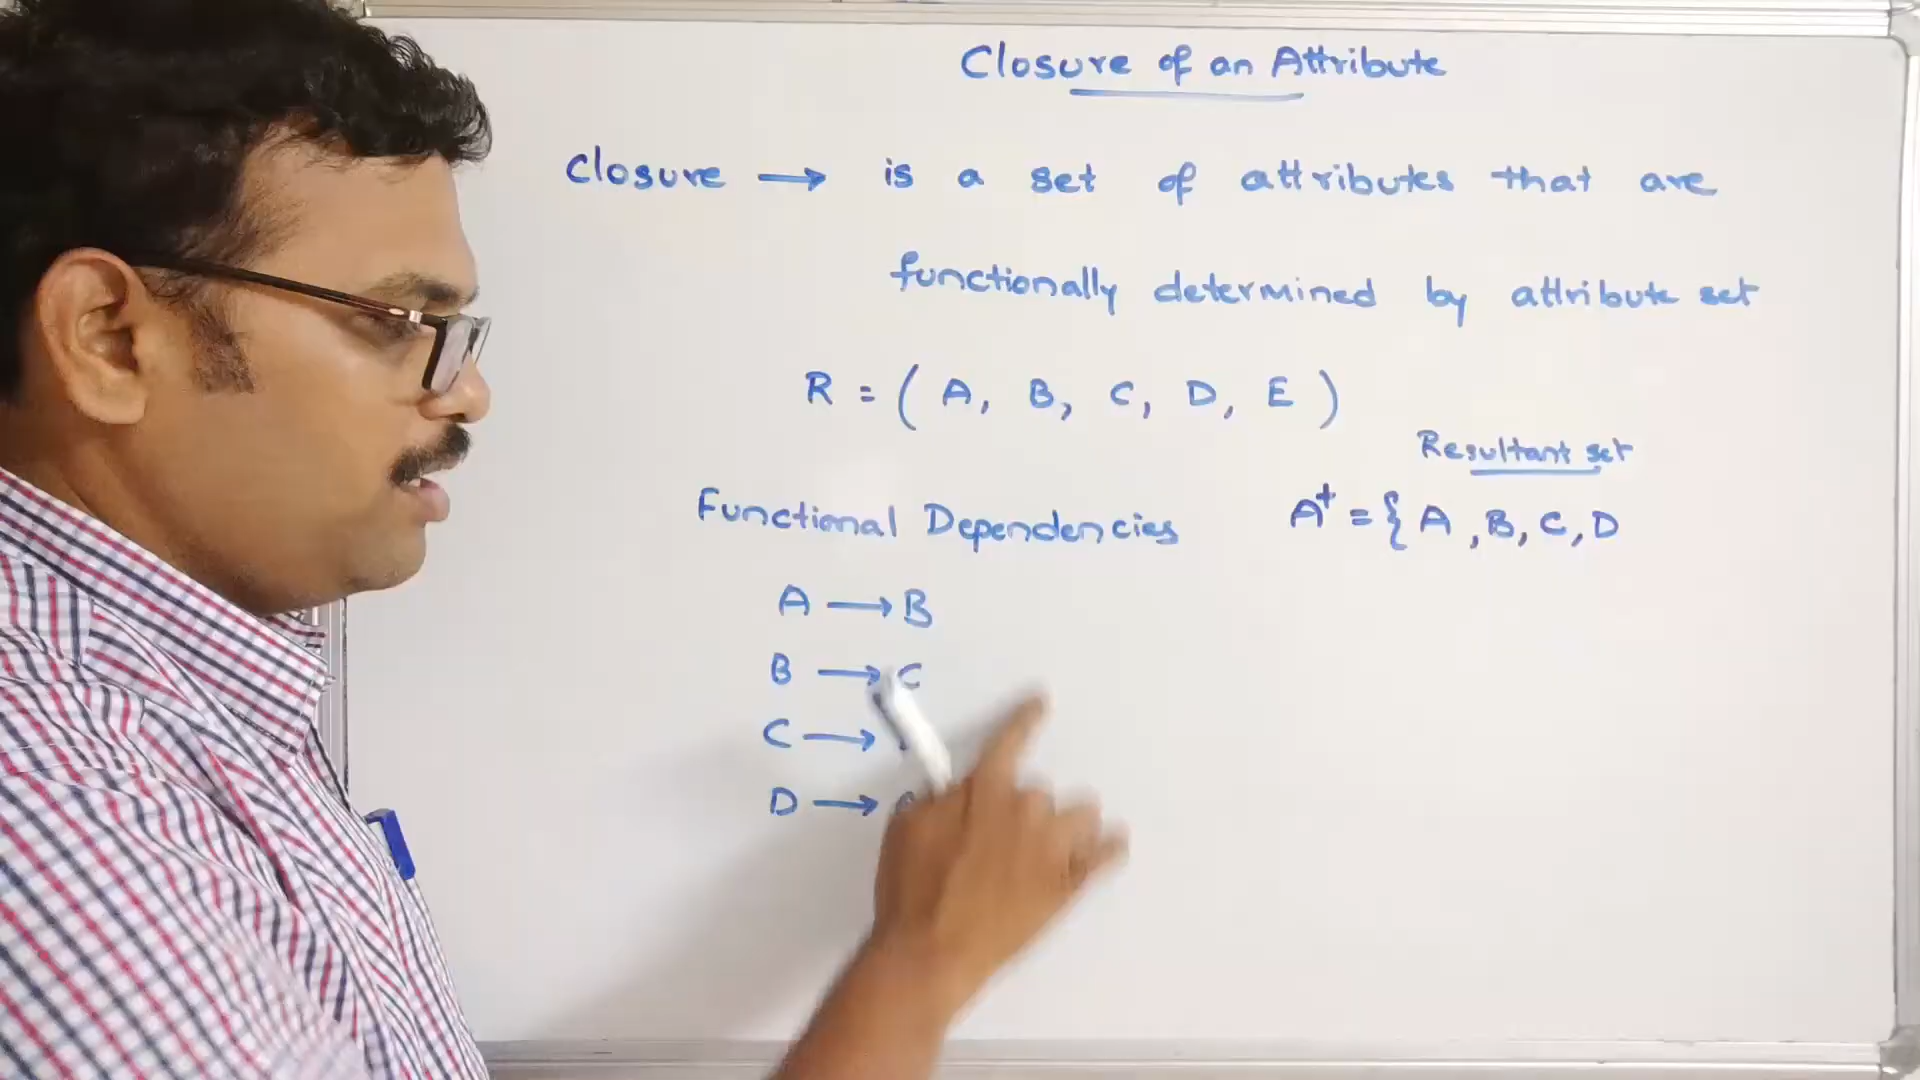 Closure of an Attribute
Closure → is a set of attributes that are
functionally determined by attribute set
R = ( A, B, C, D, E )
Resultant set
Functional Dependencies
A⁺ = { A , B, C, D
A → B
B → C
C →
D →